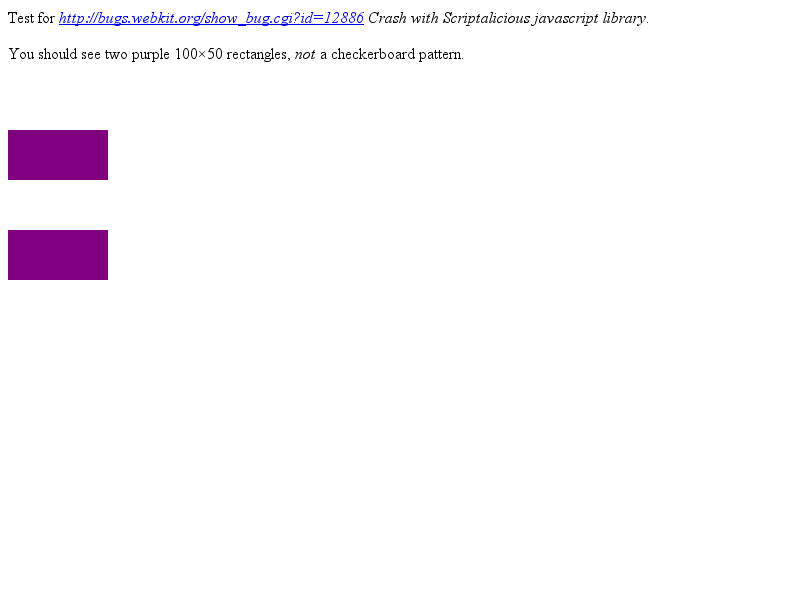 Test for http://bugs.webkit.org/show_bug.cgi?id=12886 Crash with Scriptalicious javascript library.
You should see two purple 100×50 rectangles, not a checkerboard pattern.